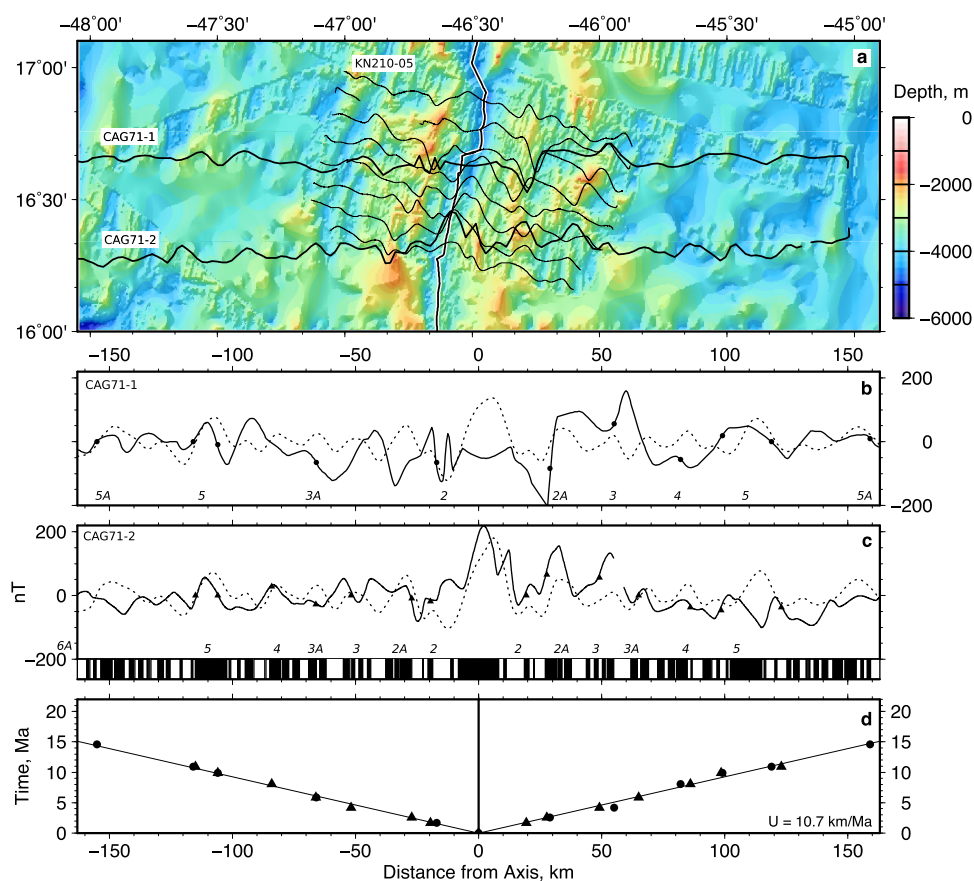 −48˚00' −47˚30' −47˚00' −46˚30' −46˚00' −45˚30' −45˚00'
17˚00'
16˚30'
16˚00'
a
KN210-05
CAG71-1
CAG71-2
−150 −100 −50 0 50 100 150
Depth, m
0
−2000
−4000
−6000
CAG71-1
b
200
0
−200
5A 5 3A 2 2A 3 4 5 5A
CAG71-2
c
200
0
−200
nT
6A 5 4 3A 3 2A 2 2 2A 3 3A 4 5
d
20
15
10
5
0
Time, Ma
20
15
10
5
0
U = 10.7 km/Ma
−150 −100 −50 0 50 100 150
Distance from Axis, km